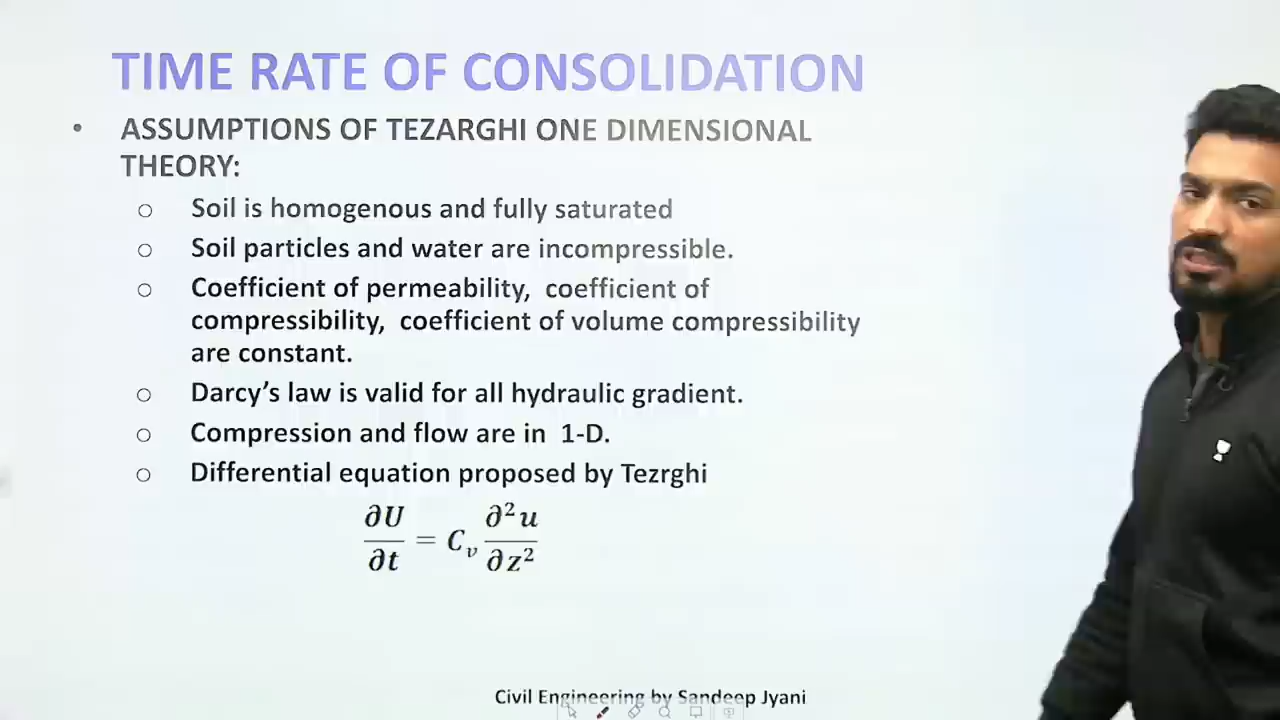 TIME RATE OF CONSOLIDATION
• ASSUMPTIONS OF TEZARGHI ONE DIMENSIONAL
THEORY:
○ Soil is homogenous and fully saturated
○ Soil particles and water are incompressible.
○ Coefficient of permeability, coefficient of
compressibility, coefficient of volume compressibility
are constant.
○ Darcy’s law is valid for all hydraulic gradient.
○ Compression and flow are in 1-D.
○ Differential equation proposed by Tezrghi
∂U/∂t = Cᵥ ∂²u/∂z²
Civil Engineering by Sandeep Jyani